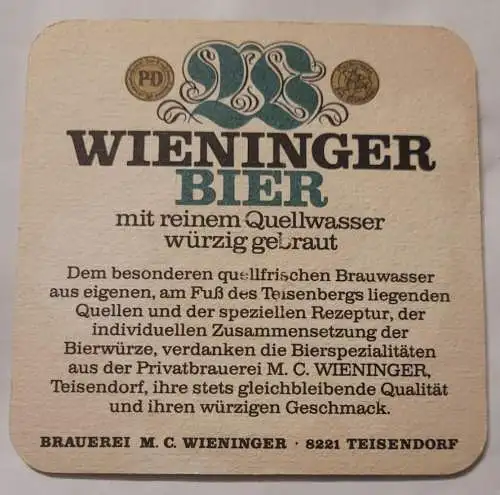 PD
WIENINGER
BIER
mit reinem Quellwasser
würzig gebraut
Dem besonderen quellfrischen Brauwasser
aus eigenen, am Fuß des Teisenbergs liegenden
Quellen und der speziellen Rezeptur, der
individuellen Zusammensetzung der
Bierwürze, verdanken die Bierspezialitäten
aus der Privatbrauerei M. C. WIENINGER,
Teisendorf, ihre stets gleichbleibende Qualität
und ihren würzigen Geschmack.
BRAUEREI M. C. WIENINGER · 8221 TEISENDORF